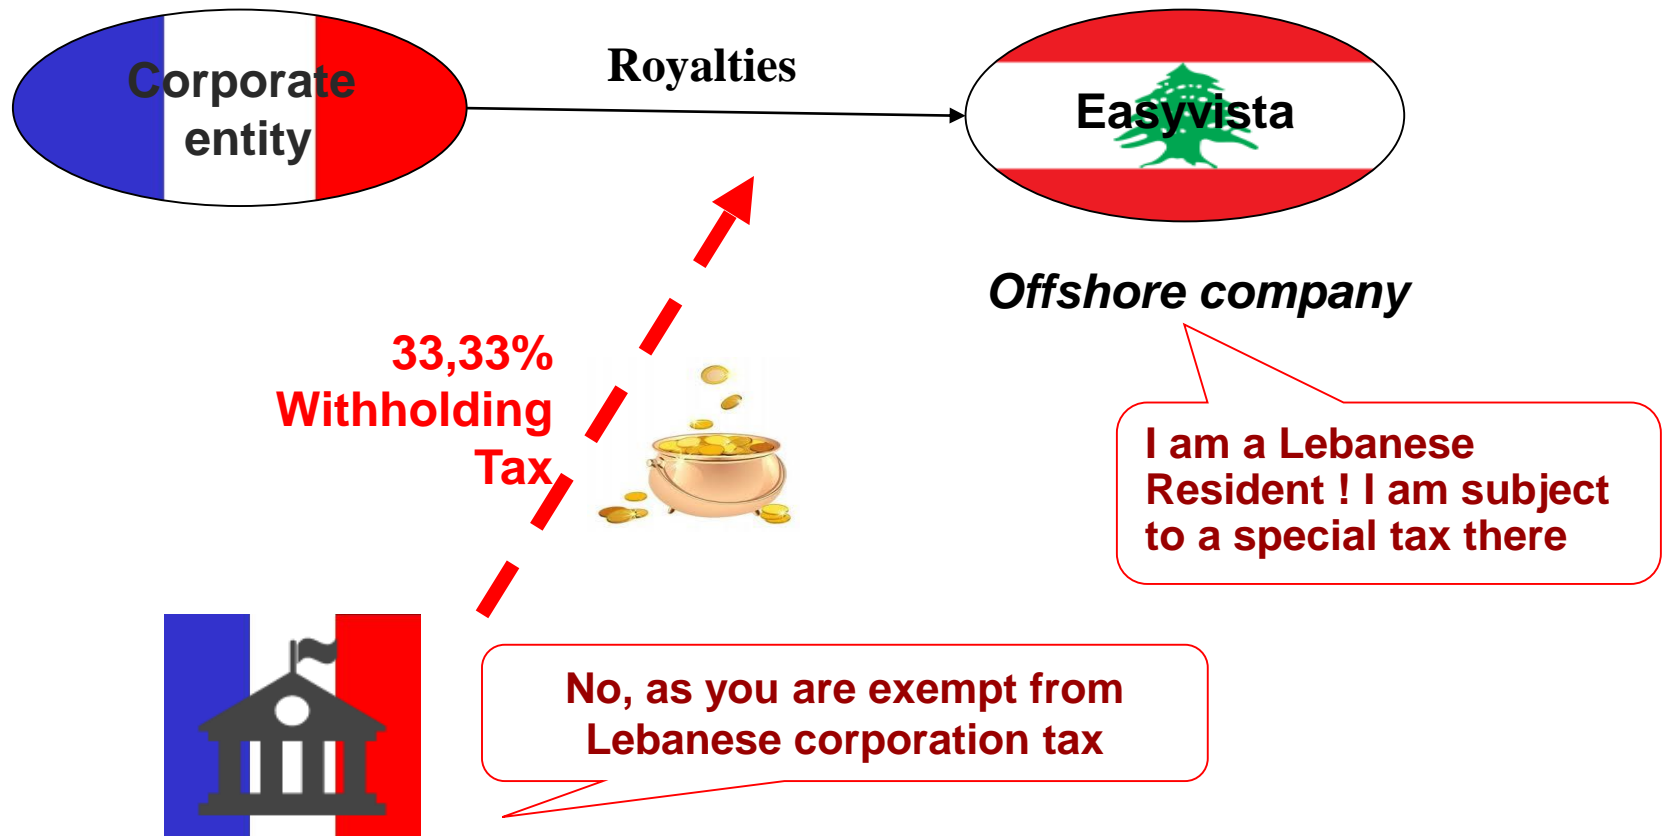 Corporate
entity
Royalties
Easyvista
Offshore company
33,33%
Withholding
Tax
I am a Lebanese
Resident ! I am subject
to a special tax there
No, as you are exempt from
Lebanese corporation tax